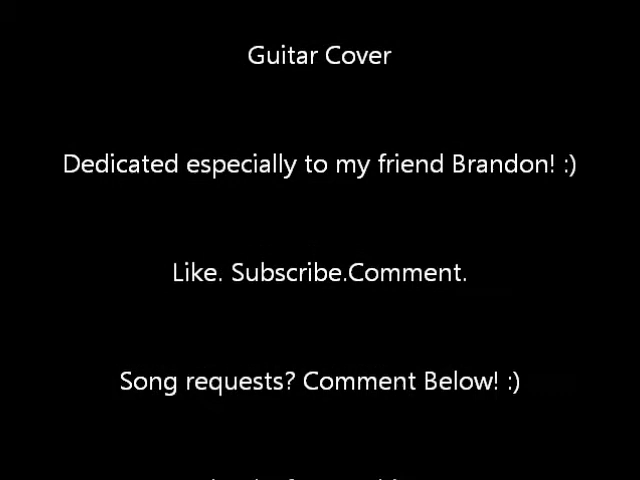 Guitar Cover
Dedicated especially to my friend Brandon! :)
Like. Subscribe.Comment.
Song requests? Comment Below! :)